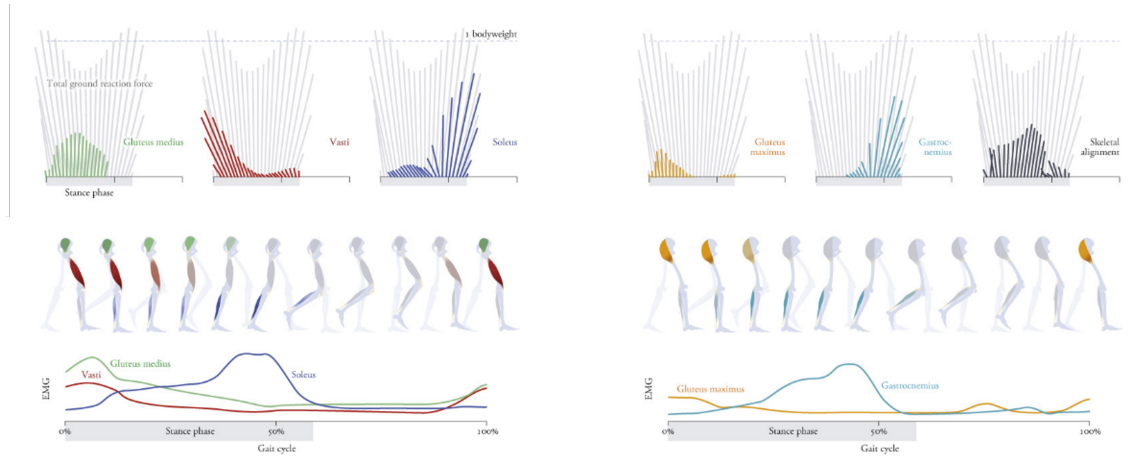 1 bodyweight
Total ground reaction force
Gluteus medius
Vasti
Soleus
Stance phase
Gluteus
maximus
Gastroc-
nemius
Skeletal
alignment
EMG
Gluteus medius
Vasti
Soleus
0%
Stance phase
50%
100%
Gait cycle
EMG
Gluteus maximus
Gastrocnemius
0%
Stance phase
50%
100%
Gait cycle